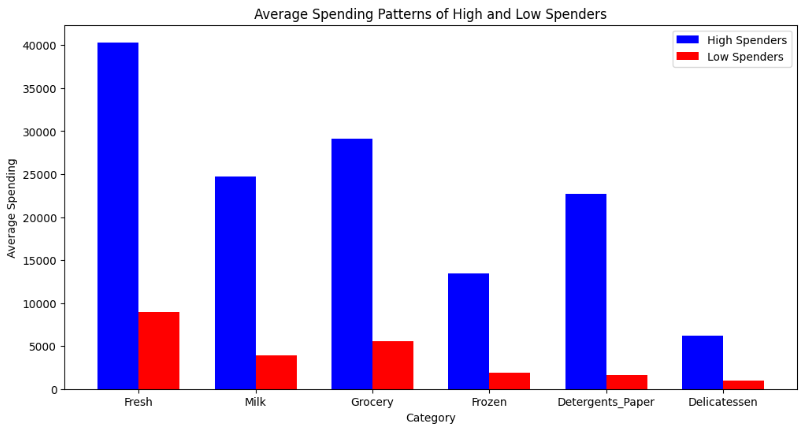 Average Spending Patterns of High and Low Spenders
High Spenders
Low Spenders
Average Spending
40000
35000
30000
25000
20000
15000
10000
5000
0
Fresh Milk Grocery Frozen Detergents_Paper Delicatessen
Category